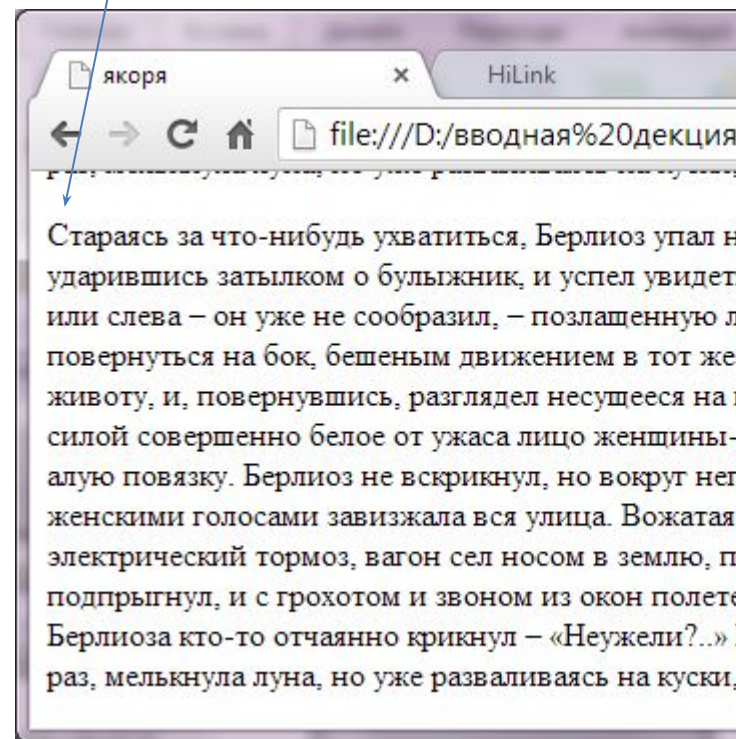 якоря × HiLink
file:///D:/вводная%20декция
Стараясь за что-нибудь ухватиться, Берлиоз упал н
ударившись затылком о булыжник, и успел увидет
или слева – он уже не сообразил, – позлащенную л
повернуться на бок, бешеным движением в тот же
животу, и, повернувшись, разглядел несущееся на
силой совершенно белое от ужаса лицо женщины-
алую повязку. Берлиоз не вскрикнул, но вокруг нег
женскими голосами завизжала вся улица. Вожатая
электрический тормоз, вагон сел носом в землю, п
подпрыгнул, и с грохотом и звоном из окон полете
Берлиоза кто-то отчаянно крикнул – «Неужели?..»
раз, мелькнула луна, но уже разваливаясь на куски,